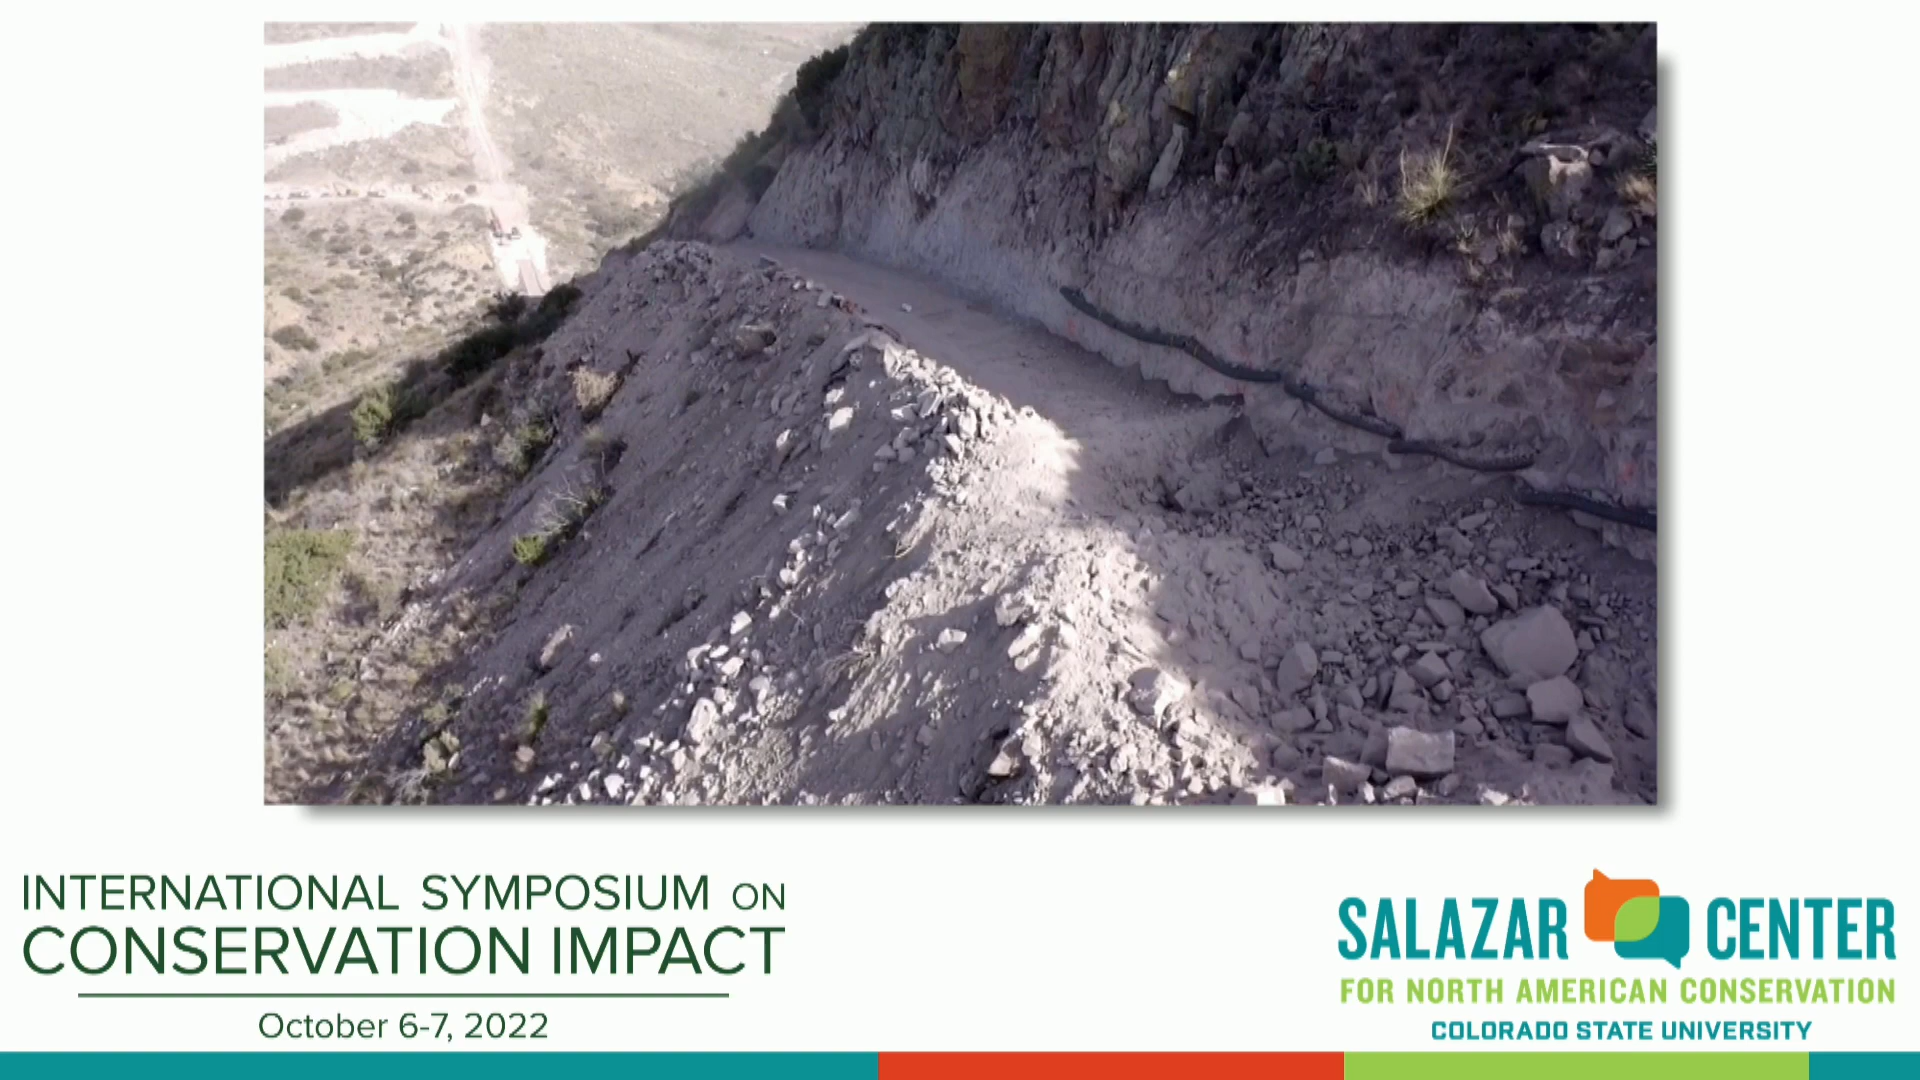 INTERNATIONAL SYMPOSIUM ON
CONSERVATION IMPACT
October 6-7, 2022
SALAZAR CENTER
FOR NORTH AMERICAN CONSERVATION
COLORADO STATE UNIVERSITY